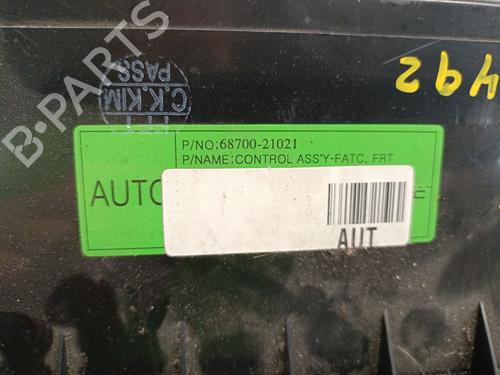 B-PARTS
C.K.KIM
PASS
492
P/NO:68700-21021
P/NAME:CONTROL ASS'Y-FATC, FRT
AUTO
E
AUT